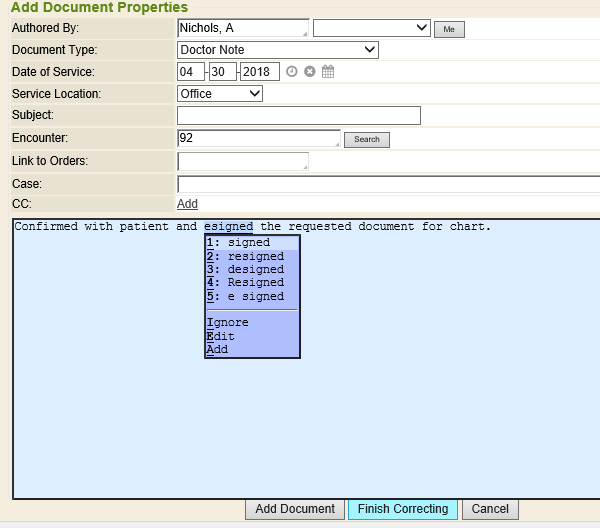 Add Document Properties
Authored By: Nichols, A Me
Document Type: Doctor Note
Date of Service: 04-30-2018
Service Location: Office
Subject:
Encounter: 92 Search
Link to Orders:
Case:
CC: Add
Confirmed with patient and esigned the requested document for chart.
1: signed
2: resigned
3: designed
4: Resigned
5: e signed
Ignore
Edit
Add
Add Document Finish Correcting Cancel